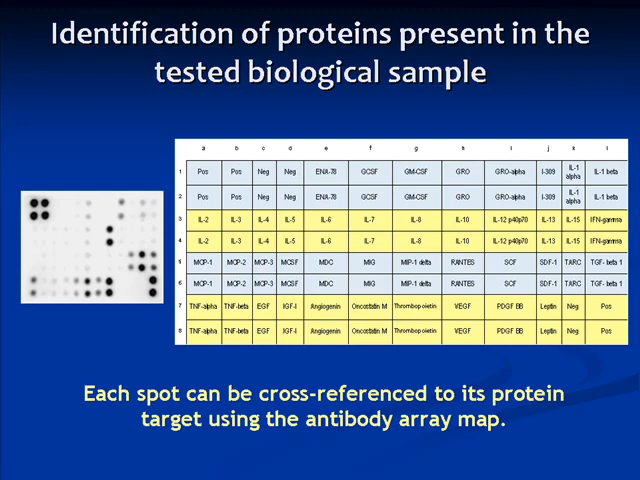 Identification of proteins present in the
tested biological sample
a b c d e f g h i j k l
1 Pos Pos Neg Neg ENA-78 GCSF GM-CSF GRO GRO-alpha I-309 IL-1 alpha IL-1 beta
2 Pos Pos Neg Neg ENA-78 GCSF GM-CSF GRO GRO-alpha I-309 IL-1 alpha IL-1 beta
3 IL-2 IL-3 IL-4 IL-5 IL-6 IL-7 IL-8 IL-10 IL-12 p40p70 IL-13 IL-15 IFN-gamma
4 IL-2 IL-3 IL-4 IL-5 IL-6 IL-7 IL-8 IL-10 IL-12 p40p70 IL-13 IL-15 IFN-gamma
5 MCP-1 MCP-2 MCP-3 MCSF MDC MIG MIP-1 delta RANTES SCF SDF-1 TARC TGF- beta 1
6 MCP-1 MCP-2 MCP-3 MCSF MDC MIG MIP-1 delta RANTES SCF SDF-1 TARC TGF- beta 1
7 TNF-alpha TNF-beta EGF IGF-I Angiogenin Oncostatin M Thrombopoietin VEGF PDGF BB Leptin Neg Pos
8 TNF-alpha TNF-beta EGF IGF-I Angiogenin Oncostatin M Thrombopoietin VEGF PDGF BB Leptin Neg Pos
Each spot can be cross-referenced to its protein
target using the antibody array map.